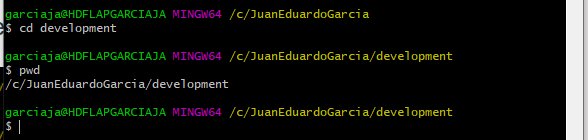 garciaja@HDFLAPGARCIAJA MINGW64 /c/JuanEduardoGarcia
$ cd development
garciaja@HDFLAPGARCIAJA MINGW64 /c/JuanEduardoGarcia/development
$ pwd
/c/JuanEduardoGarcia/development
garciaja@HDFLAPGARCIAJA MINGW64 /c/JuanEduardoGarcia/development
$